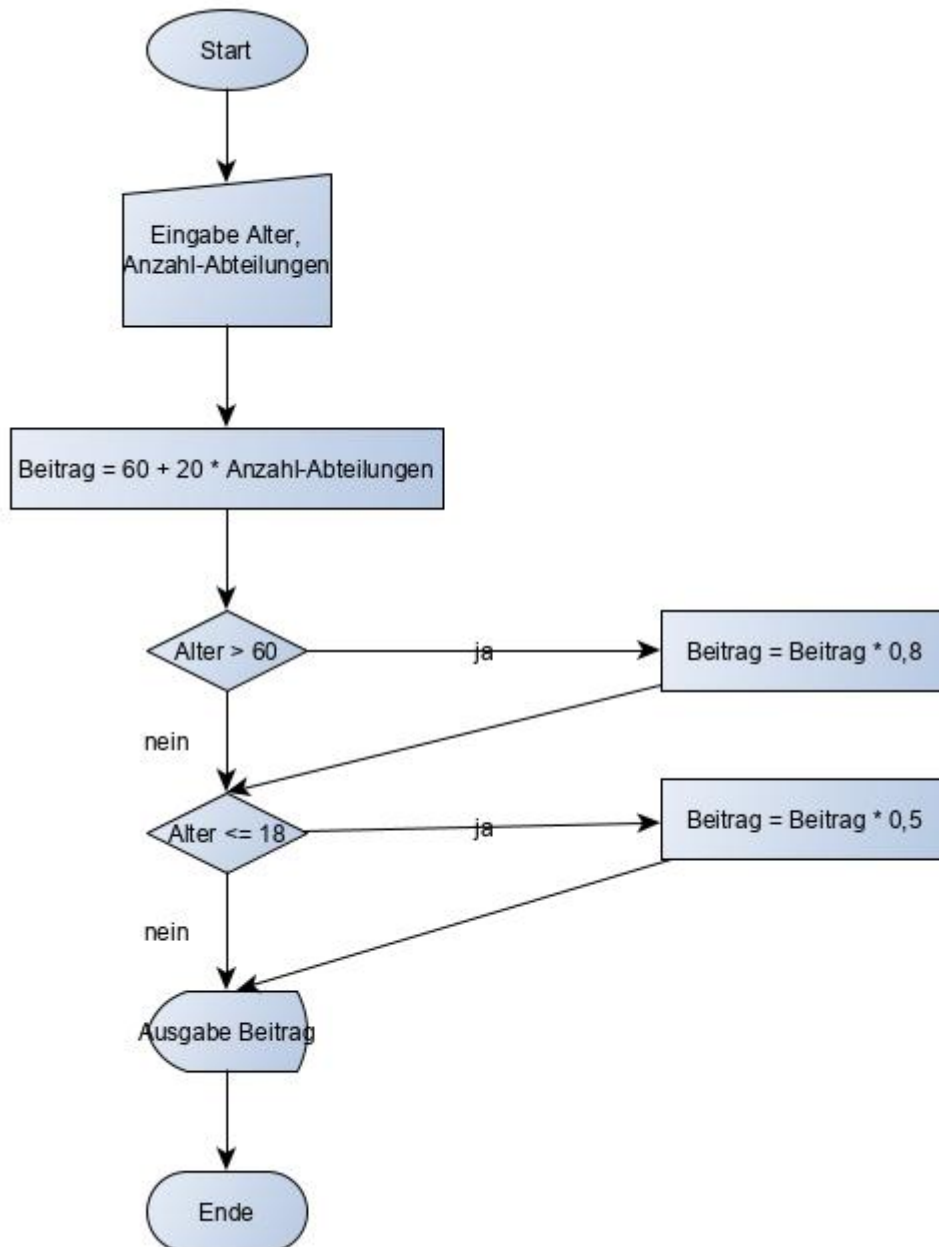 Start
Eingabe Alter,
Anzahl-Abteilungen
Beitrag = 60 + 20 * Anzahl-Abteilungen
Alter > 60
ja
Beitrag = Beitrag * 0,8
nein
Alter <= 18
ja
Beitrag = Beitrag * 0,5
nein
Ausgabe Beitrag
Ende